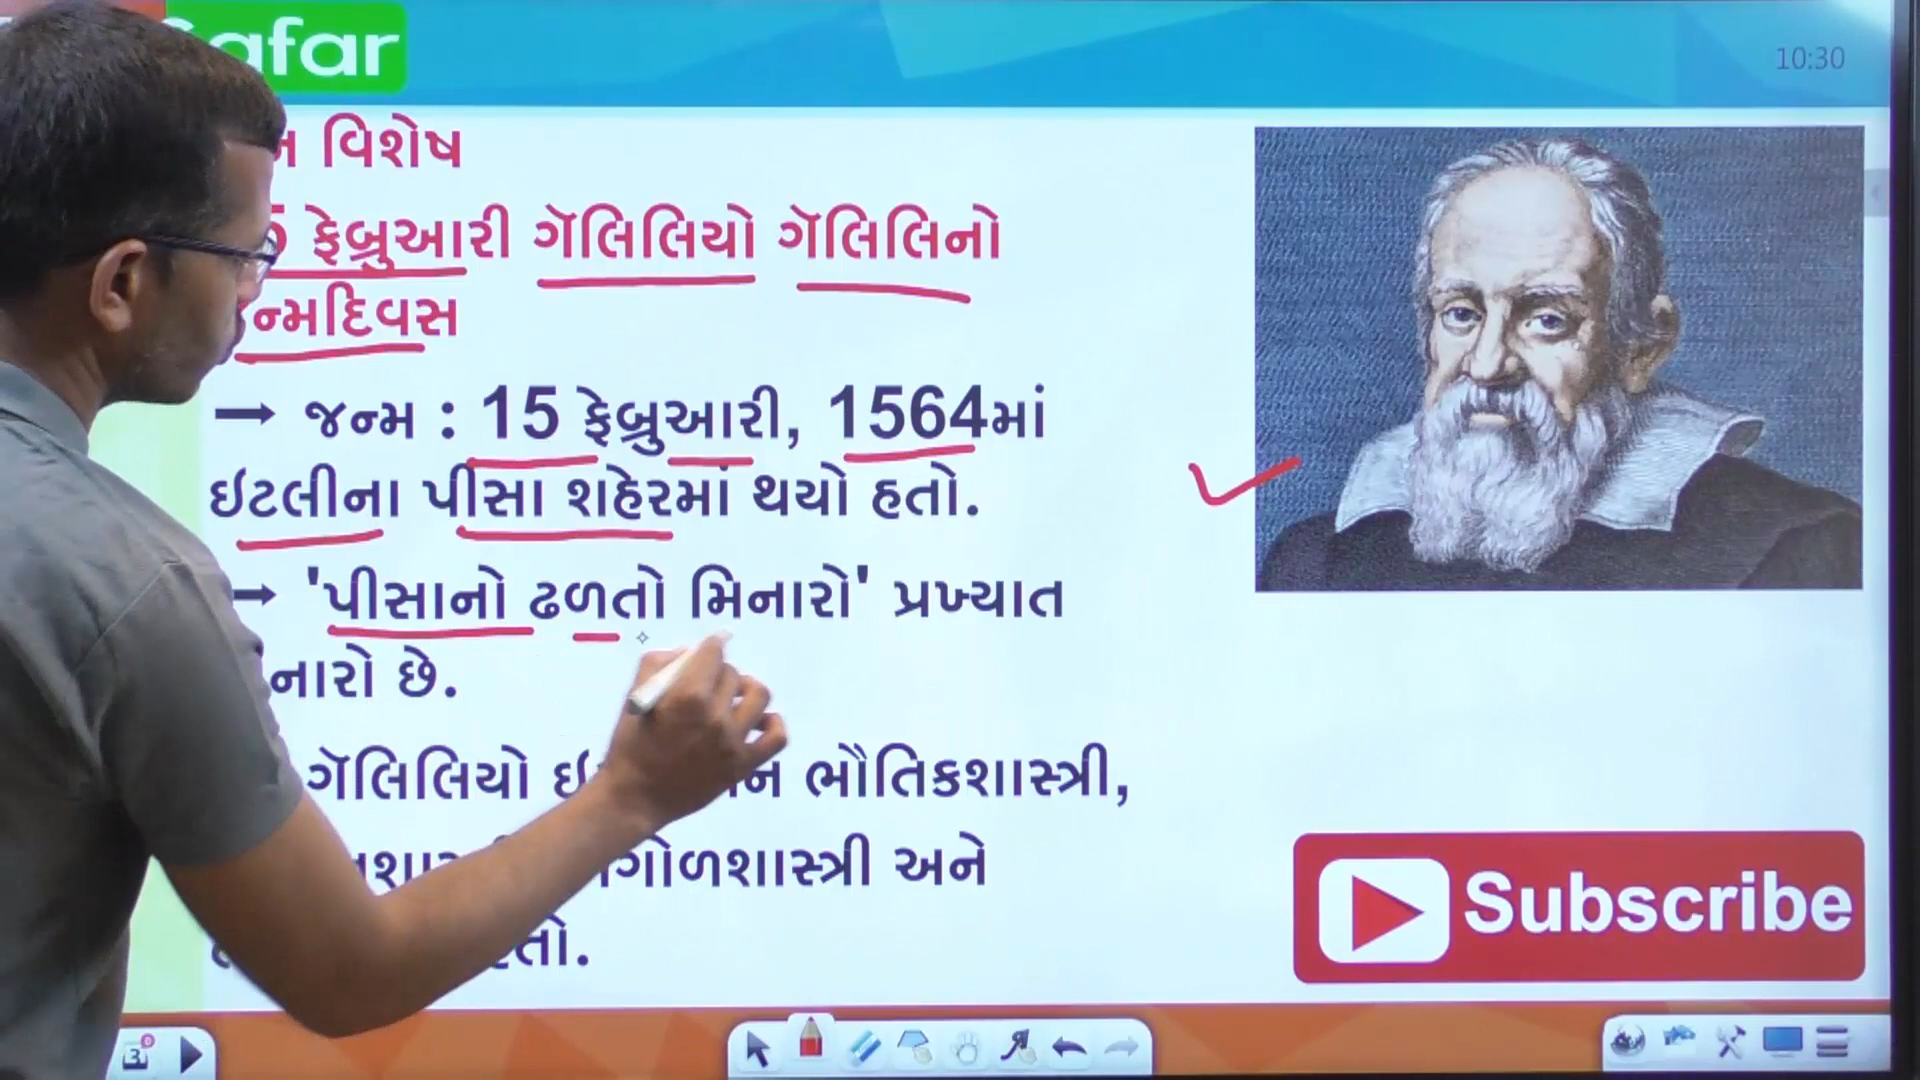 afar
10:30
વિશેષ
ફેબ્રુઆરી ગૅલિલિયો ગૅલિલિનો
જન્મદિવસ
→ જન્મ : 15 ફેબ્રુઆરી, 1564માં
ઇટલીના પીસા શહેરમાં થયો હતો.
→ 'પીસાનો ઢળતો મિનારો' પ્રખ્યાત
છે.
ગૅલિલિયો ભૌતિકશાસ્ત્રી,
અને
Subscribe